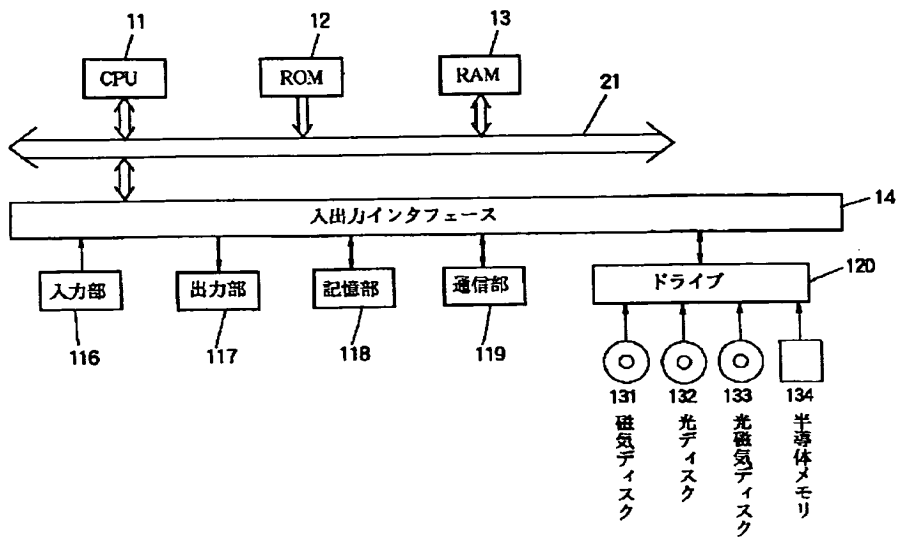 11
12
13
CPU
ROM
RAM
21
入出力インタフェース
14
入力部
出力部
記憶部
通信部
ドライブ
120
116
117
118
119
131
132
133
134
磁気ディスク
光ディスク
光磁気ディスク
半導体メモリ